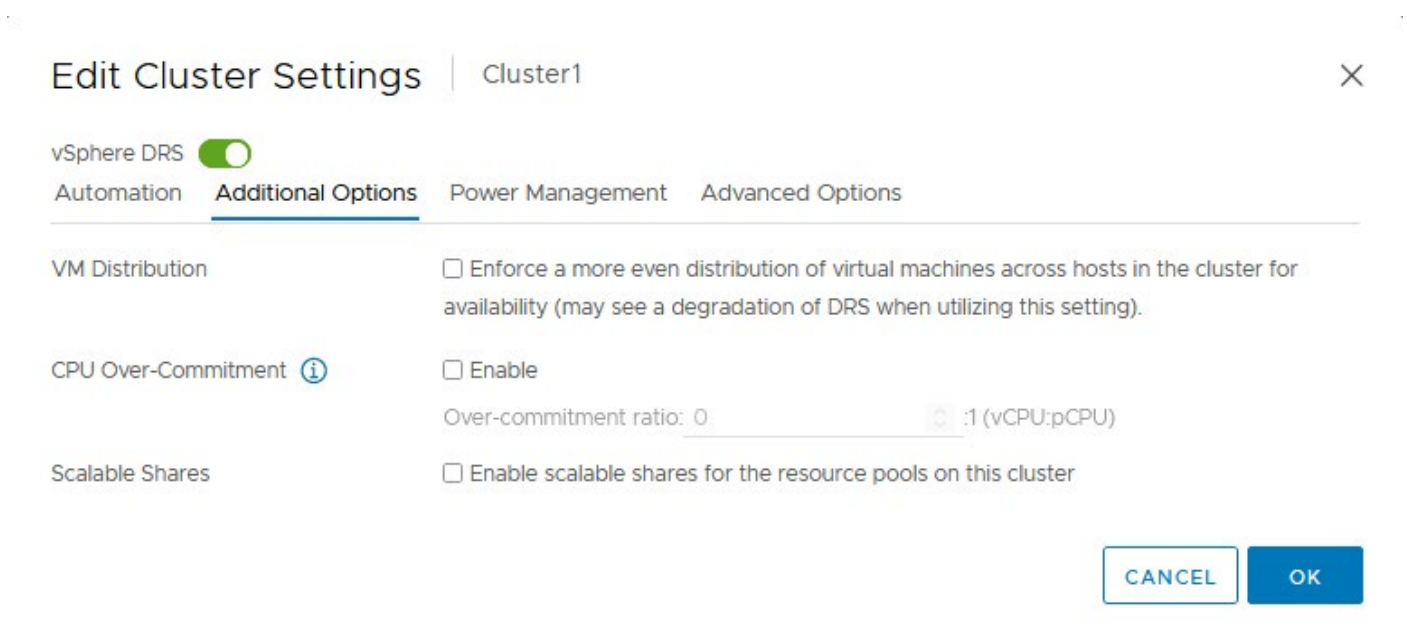 Edit Cluster Settings Cluster1
vSphere DRS
Automation Additional Options Power Management Advanced Options
VM Distribution Enforce a more even distribution of virtual machines across hosts in the cluster for
availability (may see a degradation of DRS when utilizing this setting).
CPU Over-Commitment Enable
Over-commitment ratio: 0 :1 (vCPU:pCPU)
Scalable Shares Enable scalable shares for the resource pools on this cluster
CANCEL OK